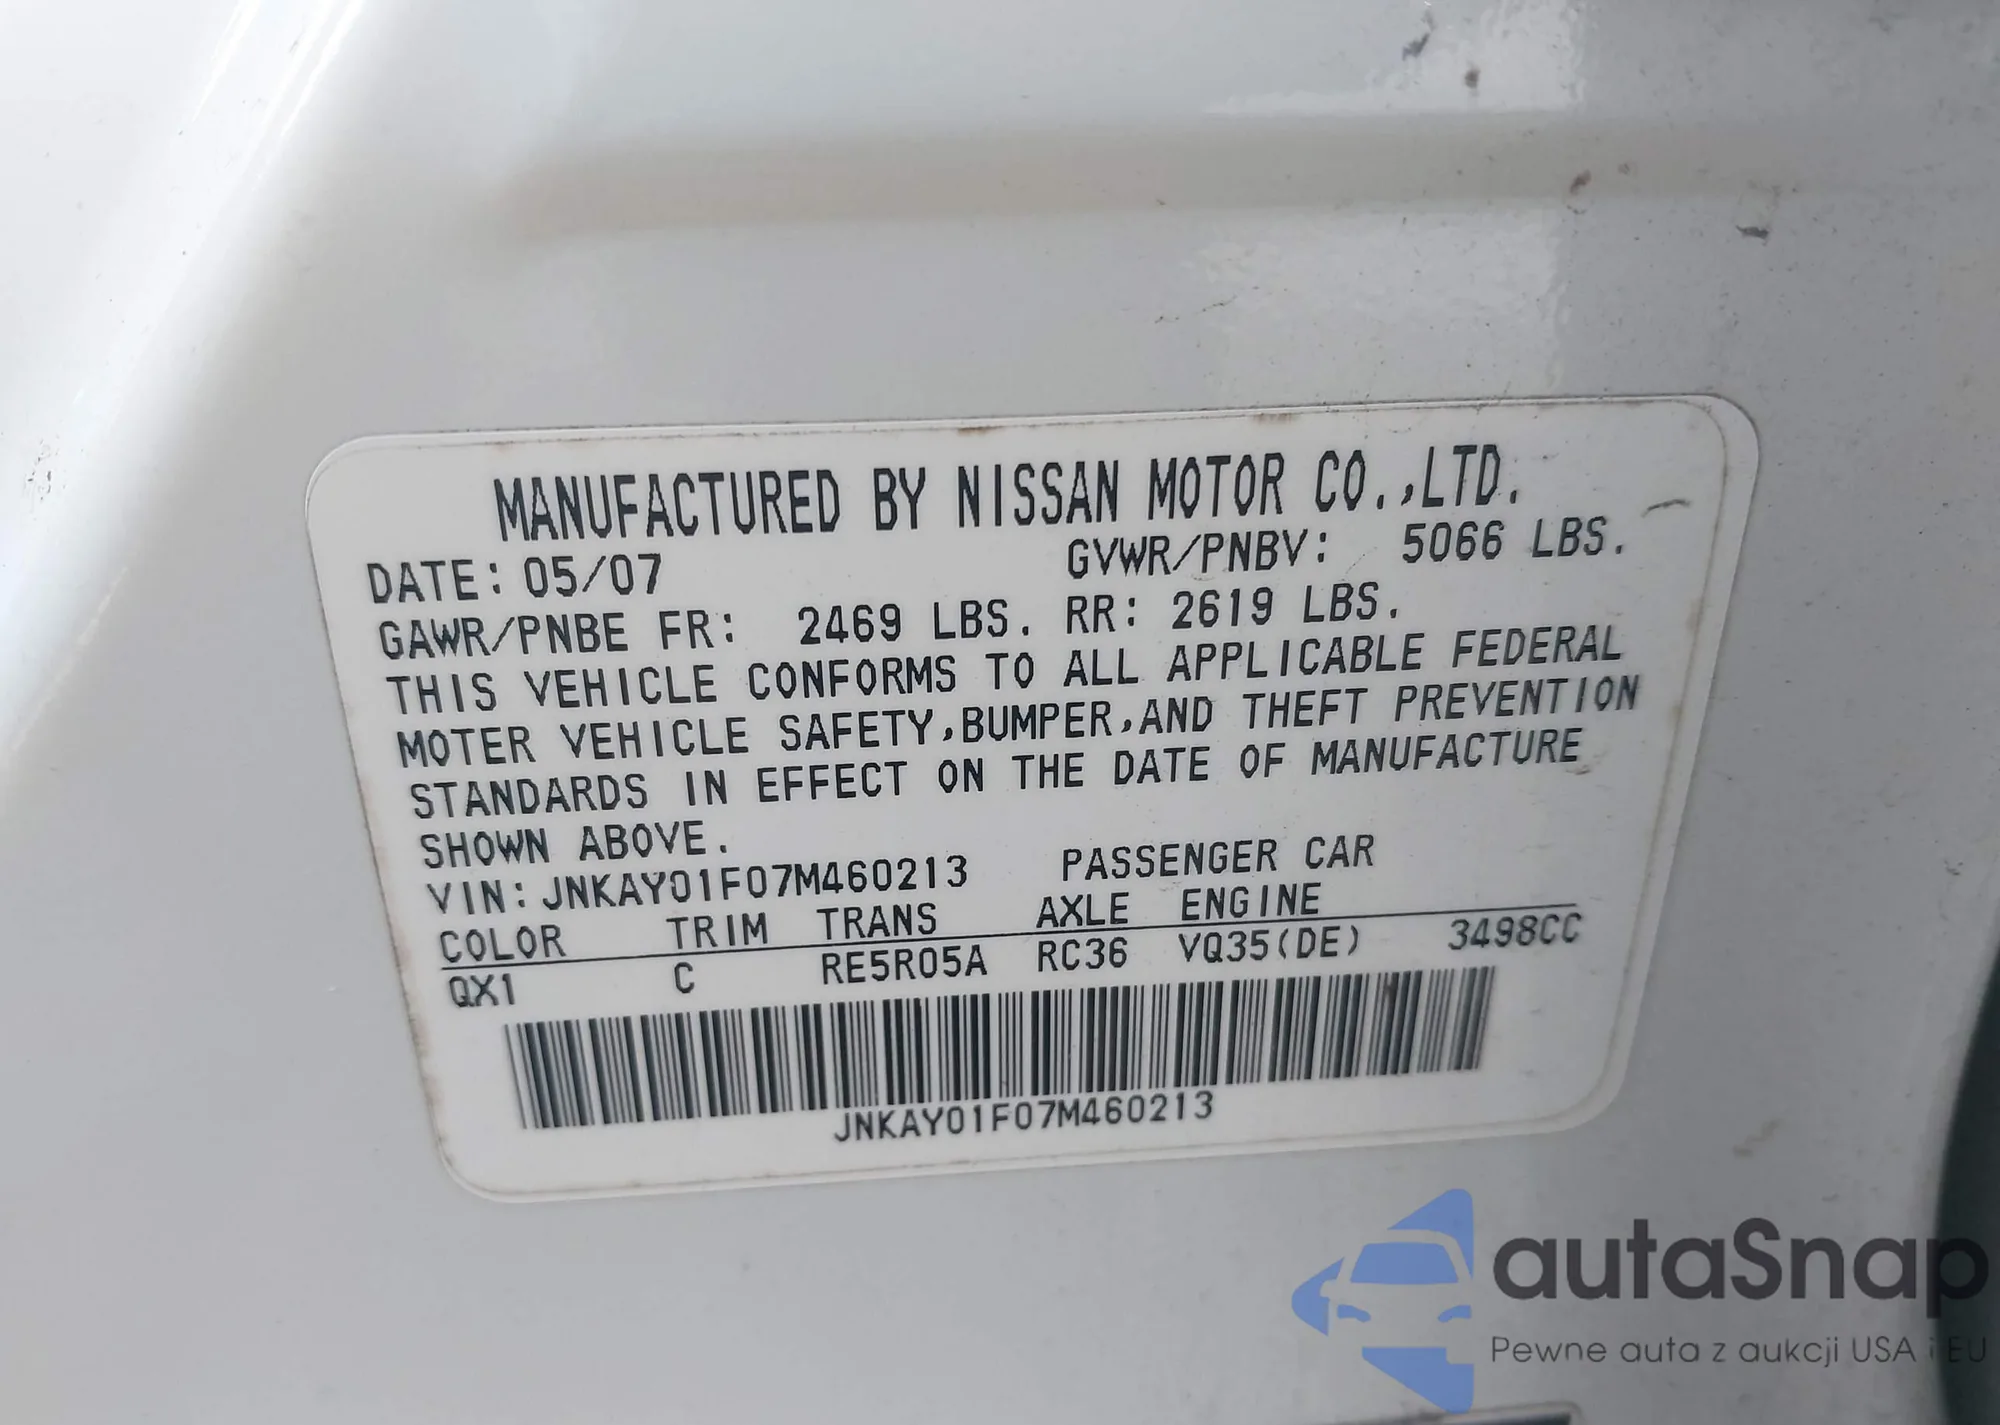 MANUFACTURED BY NISSAN MOTOR CO.,LTD.
DATE: 05/07 GVWR/PNBV: 5066 LBS.
GAWR/PNBE FR: 2469 LBS. RR: 2619 LBS.
THIS VEHICLE CONFORMS TO ALL APPLICABLE FEDERAL
MOTER VEHICLE SAFETY,BUMPER,AND THEFT PREVENTION
STANDARDS IN EFFECT ON THE DATE OF MANUFACTURE
SHOWN ABOVE.
VIN: JNKAY01F07M460213 PASSENGER CAR
COLOR TRIM TRANS AXLE ENGINE
QX1 C RE5R05A RC36 VQ35(DE) 3498CC
JNKAY01F07M460213
autaSnap
Pewne auta z aukcji USA i EU